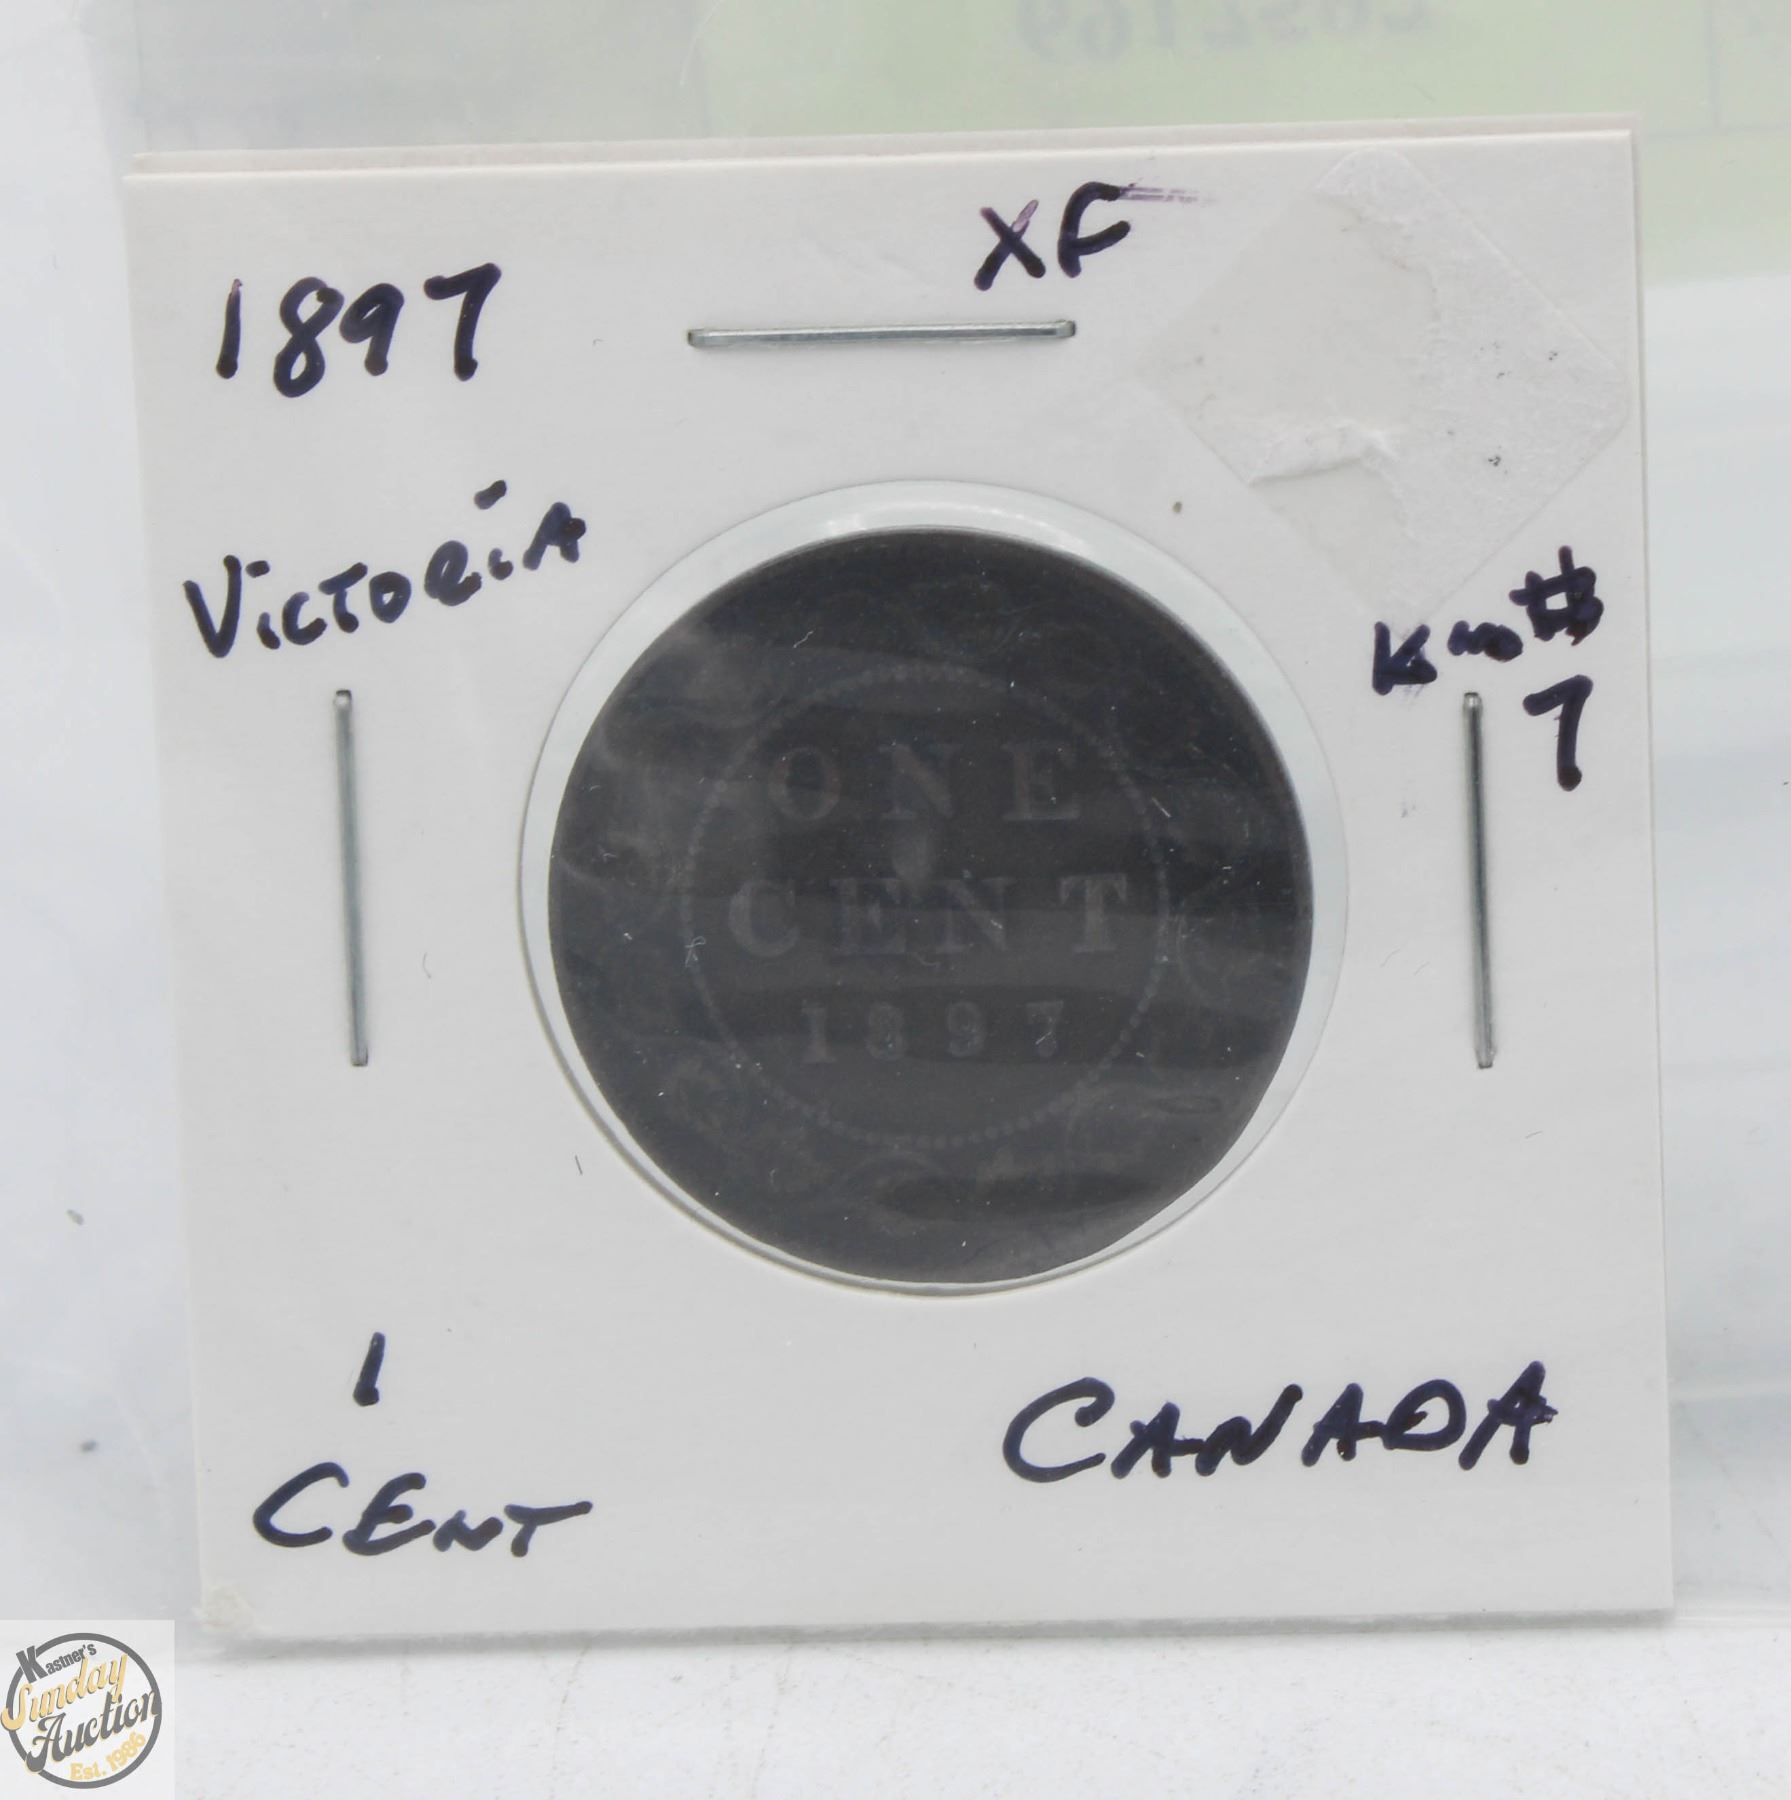 XF
1897
VicToRiA
Km#
7
ONE
CENT
1897
1
CENT
CANADA
Kastner's
Sunday
Auction
Est. 1986